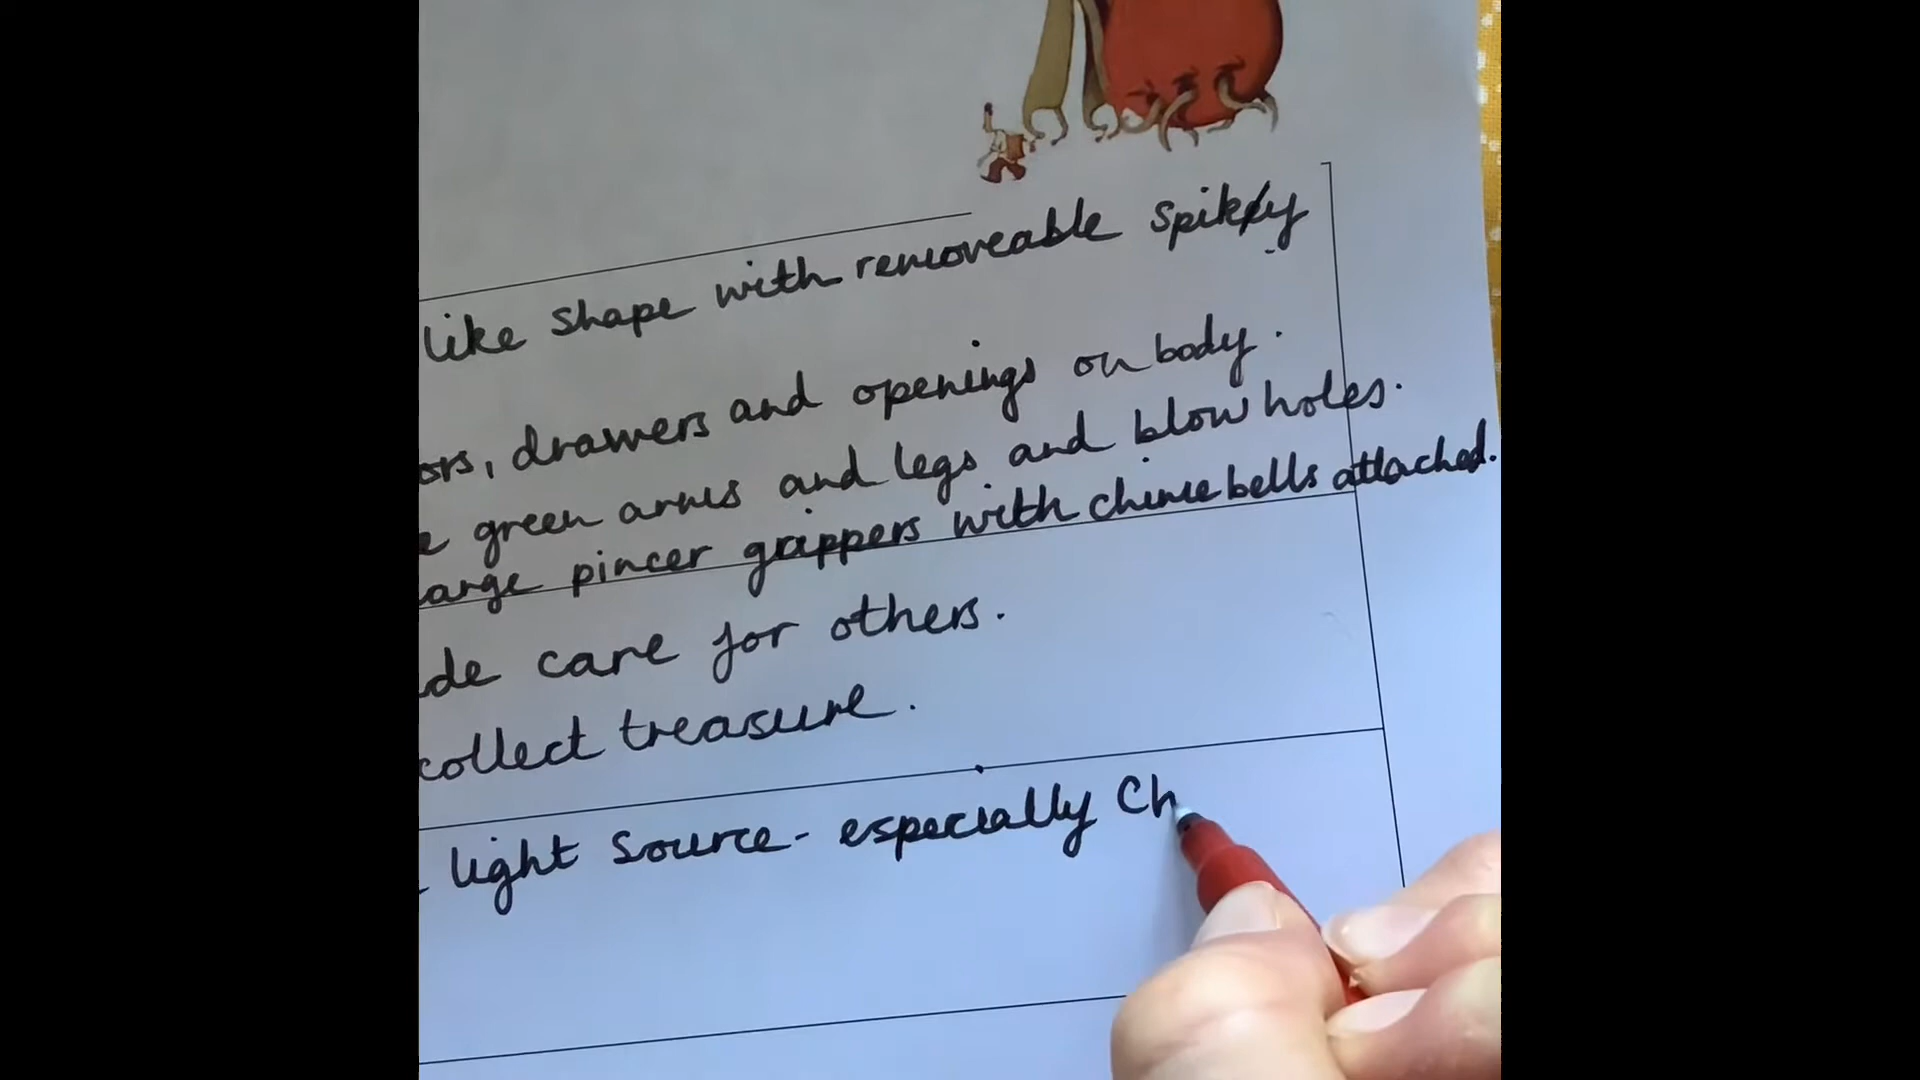 like shape with removeable spiky
ors, drawers and openings on body.
green arms and legs and blow holes.
arge pincer grippers with chime bells attached.
de care for others.
collect treasure.
light source - especially Ch